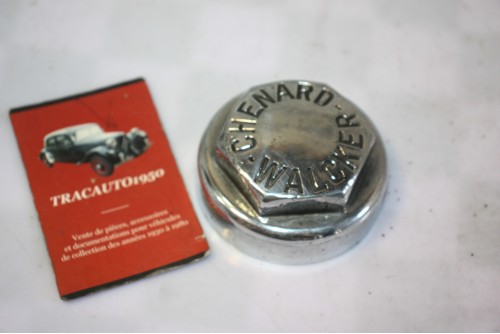 TRACAUTO1950
Vente de pièces, accessoires
et documentations pour véhicules
de collection des années 1930 à 1980
CHENARD-
WALCKER